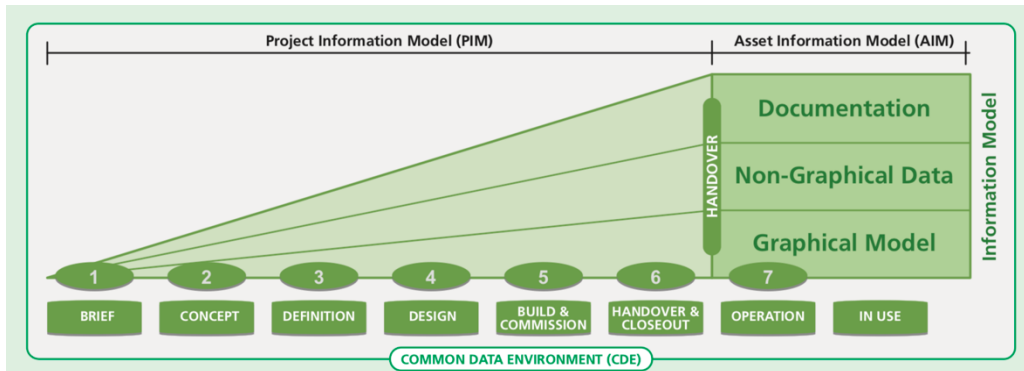 Project Information Model (PIM)
Asset Information Model (AIM)
Documentation
Non-Graphical Data
Graphical Model
HANDOVER
Information Model
1
2
3
4
5
6
7
BRIEF
CONCEPT
DEFINITION
DESIGN
BUILD &
COMMISSION
HANDOVER &
CLOSEOUT
OPERATION
IN USE
COMMON DATA ENVIRONMENT (CDE)